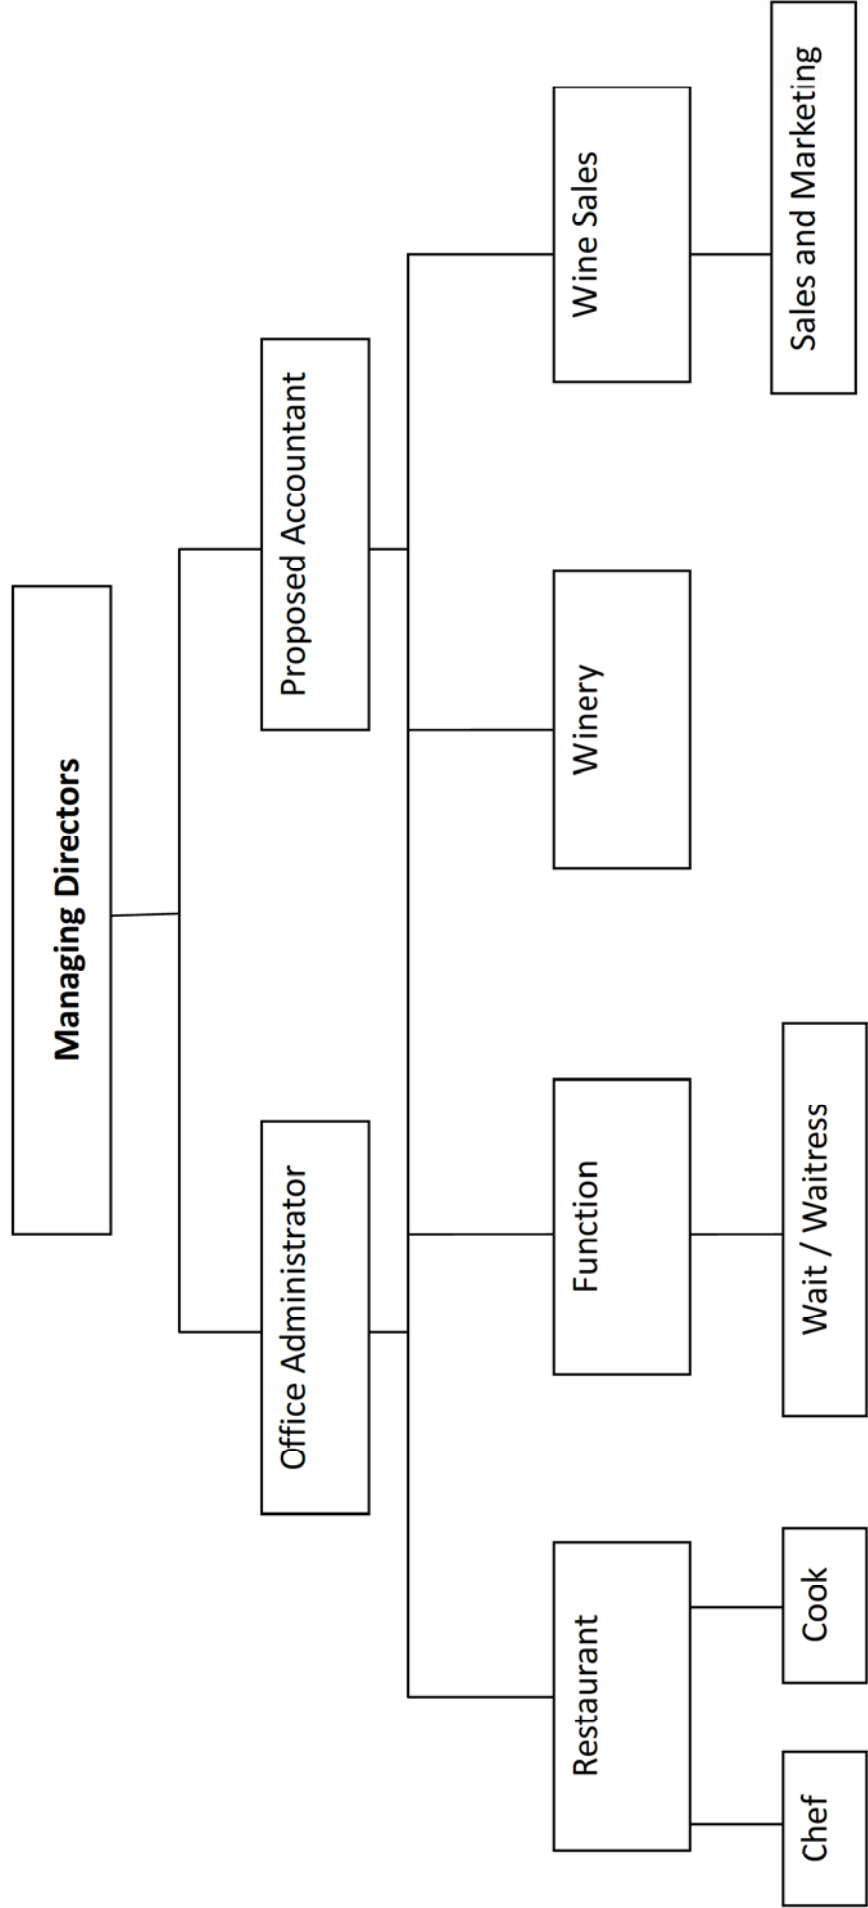 Managing Directors
Office Administrator
Proposed Accountant
Restaurant
Function
Winery
Wine Sales
Chef
Cook
Wait / Waitress
Sales and Marketing